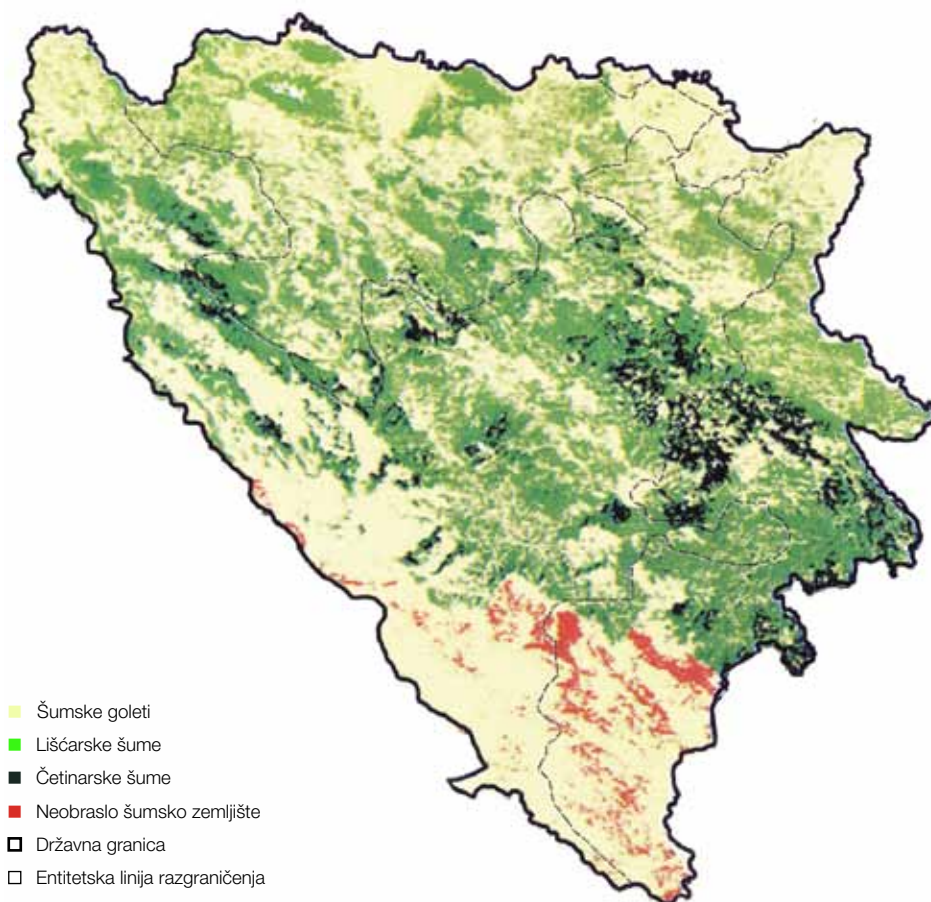 Šumske goleti
Lišćarske šume
Četinarske šume
Neobraslo šumsko zemljište
Državna granica
Entitetska linija razgraničenja